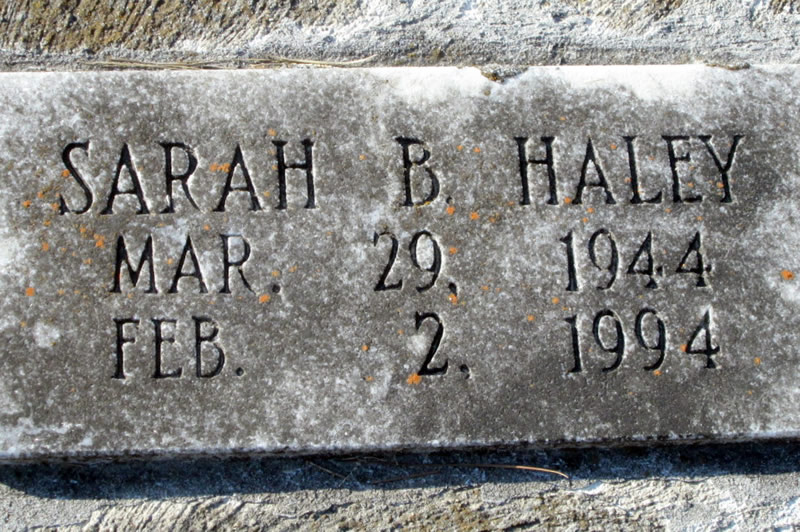 SARAH B. HALEY
MAR. 29, 1944
FEB. 2, 1994